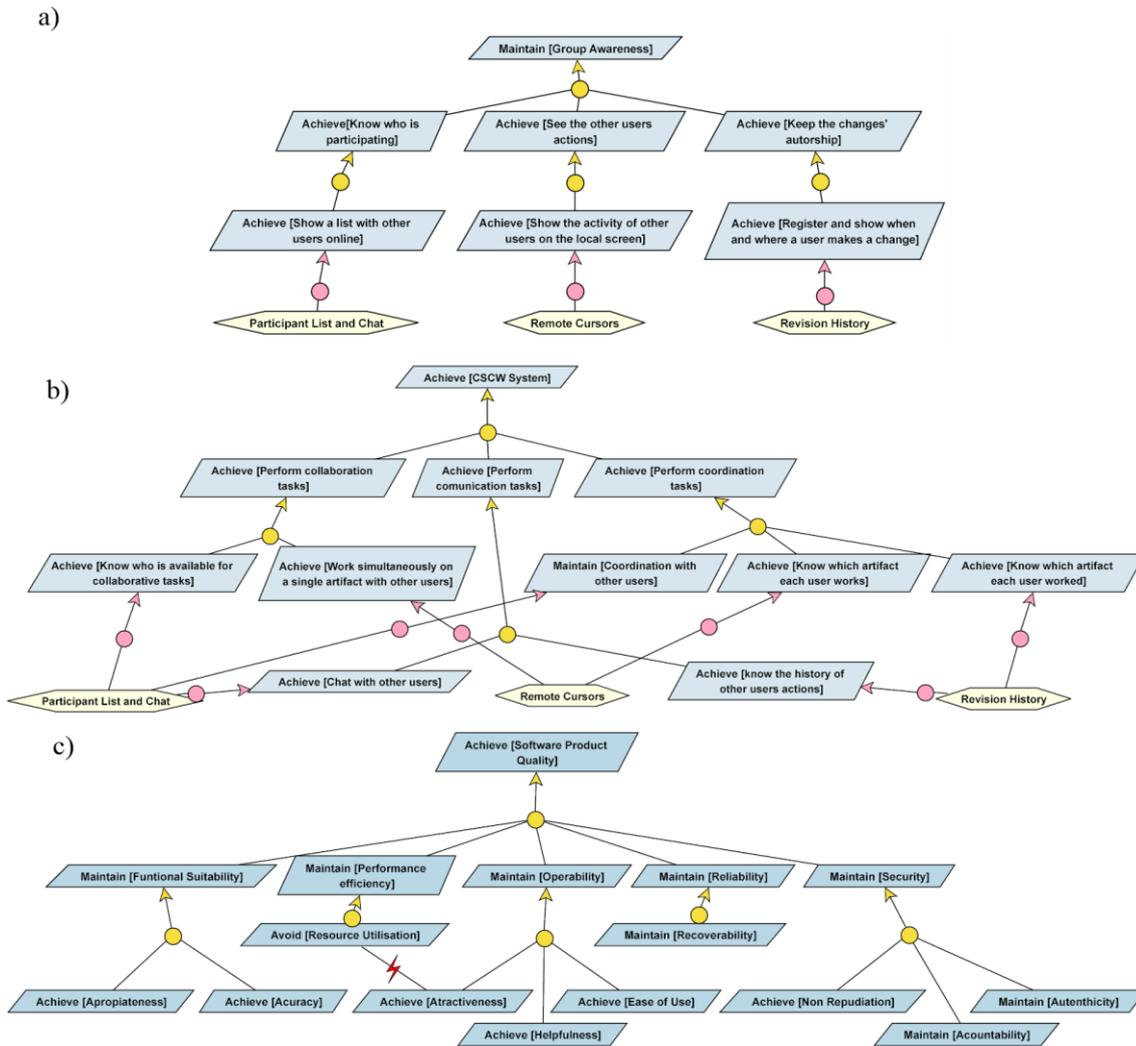 a)
Maintain [Group Awareness]
Achieve[Know who is
participating]
Achieve [See the other users
actions]
Achieve [Keep the changes'
autorship]
Achieve [Show a list with other
users online]
Achieve [Show the activity of other
users on the local screen]
Achieve [Register and show when
and where a user makes a change]
Participant List and Chat
Remote Cursors
Revision History
b)
Achieve [CSCW System]
Achieve [Perform collaboration
tasks]
Achieve [Perform
comunication tasks]
Achieve [Perform coordination
tasks]
Achieve [Know who is available for
collaborative tasks]
Achieve [Work simultaneously on
a single artifact with other users]
Maintain [Coordination with
other users]
Achieve [Know which artifact
each user works]
Achieve [Know which artifact
each user worked]
Achieve [Chat with other users]
Achieve [know the history of
other users actions]
Participant List and Chat
Remote Cursors
Revision History
c)
Achieve [Software Product
Quality]
Maintain [Funtional Suitability]
Maintain [Performance
efficiency]
Maintain [Operability]
Maintain [Reliability]
Maintain [Security]
Avoid [Resource Utilisation]
Maintain [Recoverability]
Achieve [Apropiateness]
Achieve [Acuracy]
Achieve [Atractiveness]
Achieve [Ease of Use]
Achieve [Non Repudiation]
Maintain [Autenthicity]
Achieve [Helpfulness]
Maintain [Acountability]